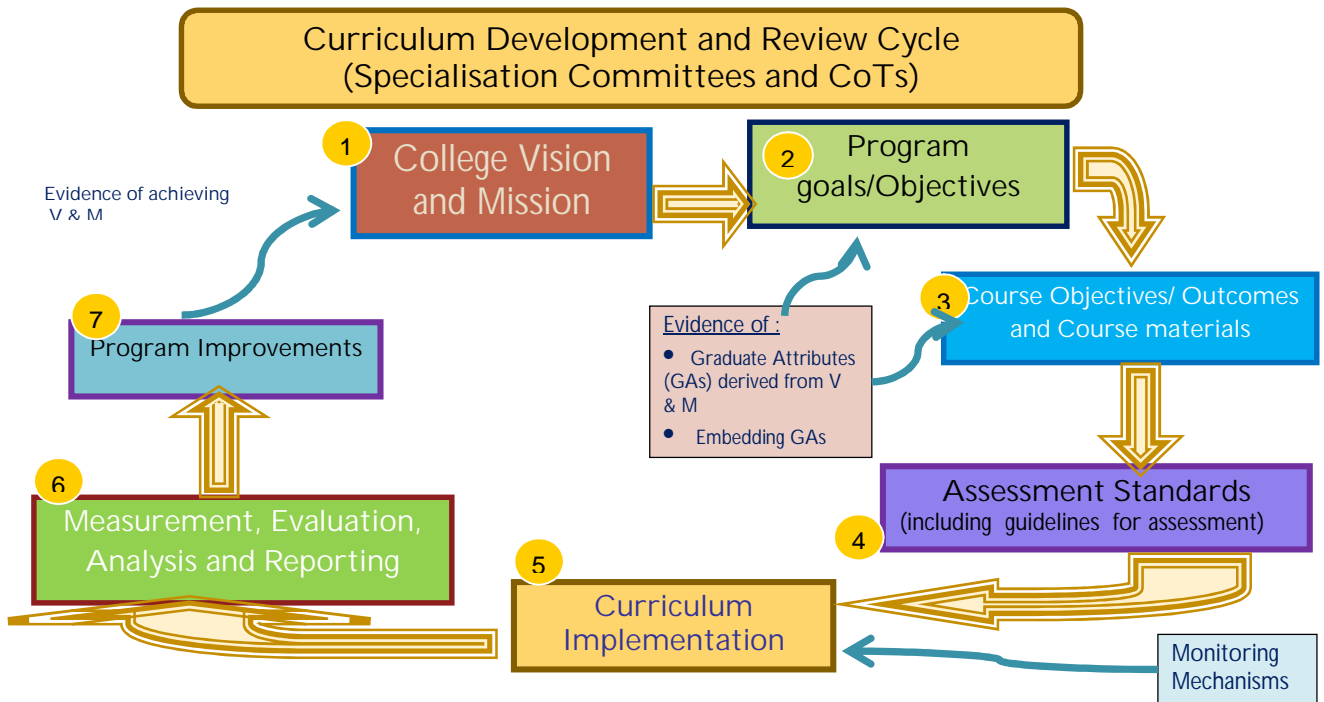 Curriculum Development and Review Cycle
(Specialisation Committees and CoTs)
1
College Vision
and Mission
2
Program
goals/Objectives
Evidence of achieving
V & M
3
Course Objectives/ Outcomes
and Course materials
Evidence of :
• Graduate Attributes
(GAs) derived from V
& M
• Embedding GAs
7
Program Improvements
6
Measurement, Evaluation,
Analysis and Reporting
Assessment Standards
(including guidelines for assessment)
4
5
Curriculum
Implementation
Monitoring
Mechanisms